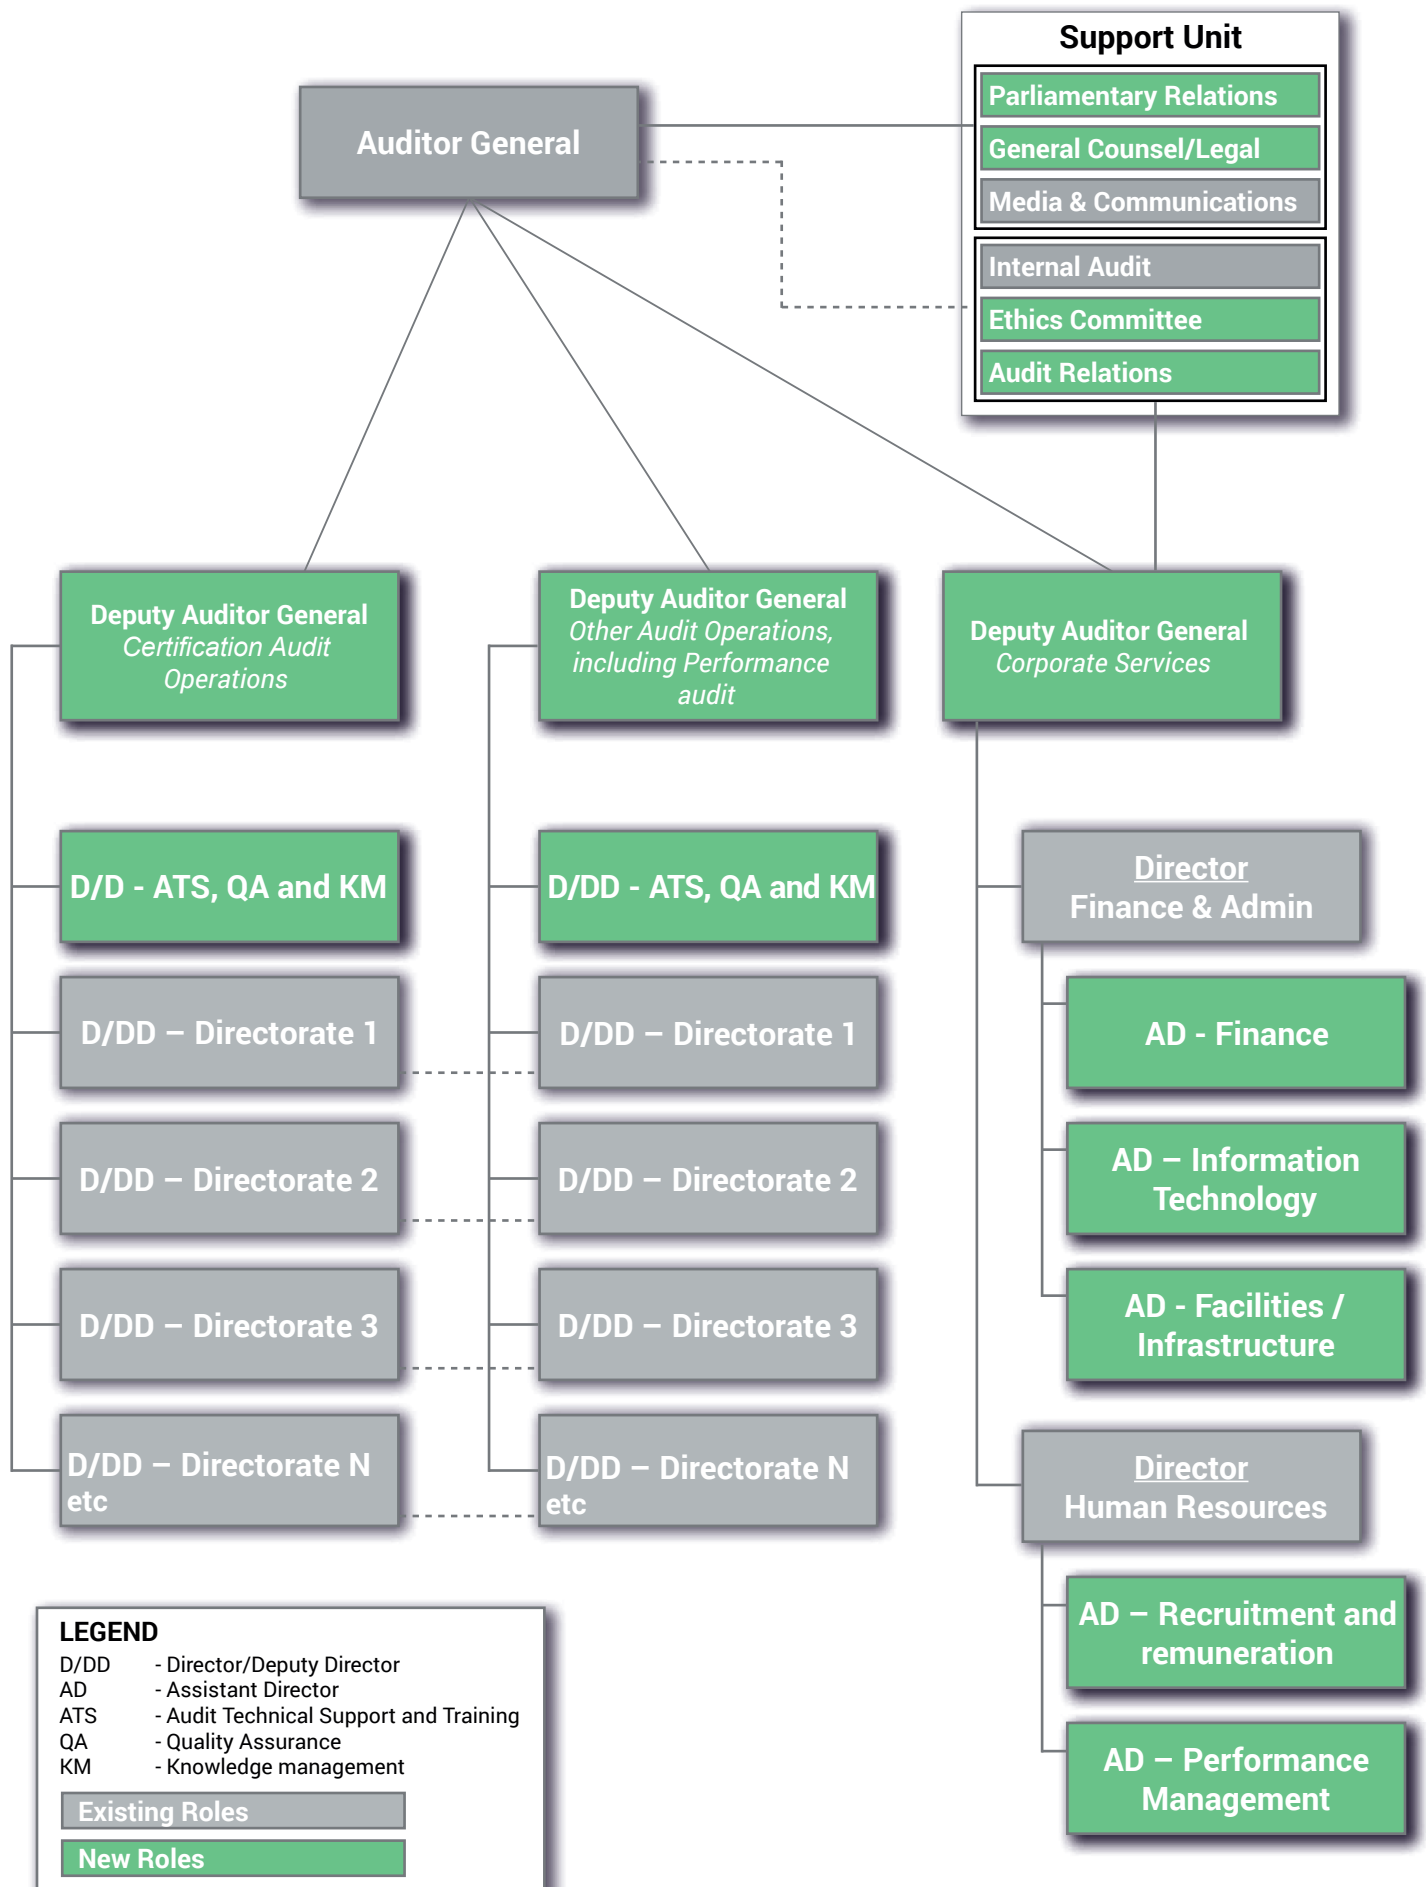 Support Unit
Parliamentary Relations
General Counsel/Legal
Media & Communications
Internal Audit
Ethics Committee
Audit Relations
Auditor General
Deputy Auditor General
Certification Audit
Operations
Deputy Auditor General
Other Audit Operations,
including Performance
audit
Deputy Auditor General
Corporate Services
D/D - ATS, QA and KM
D/DD – Directorate 1
D/DD – Directorate 2
D/DD – Directorate 3
D/DD – Directorate N
etc
D/DD - ATS, QA and KM
D/DD – Directorate 1
D/DD – Directorate 2
D/DD – Directorate 3
D/DD – Directorate N
etc
Director
Finance & Admin
AD - Finance
AD – Information
Technology
AD - Facilities /
Infrastructure
Director
Human Resources
AD – Recruitment and
remuneration
AD – Performance
Management
LEGEND
D/DD - Director/Deputy Director
AD - Assistant Director
ATS - Audit Technical Support and Training
QA - Quality Assurance
KM - Knowledge management
Existing Roles
New Roles